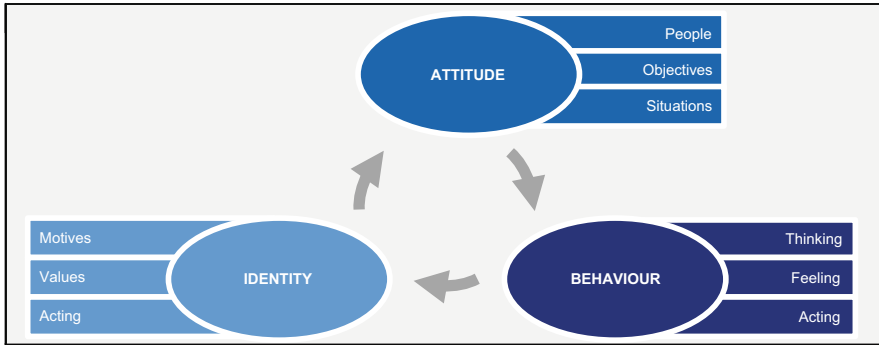 ATTITUDE
People
Objectives
Situations
Motives
Values
Acting
IDENTITY
BEHAVIOUR
Thinking
Feeling
Acting